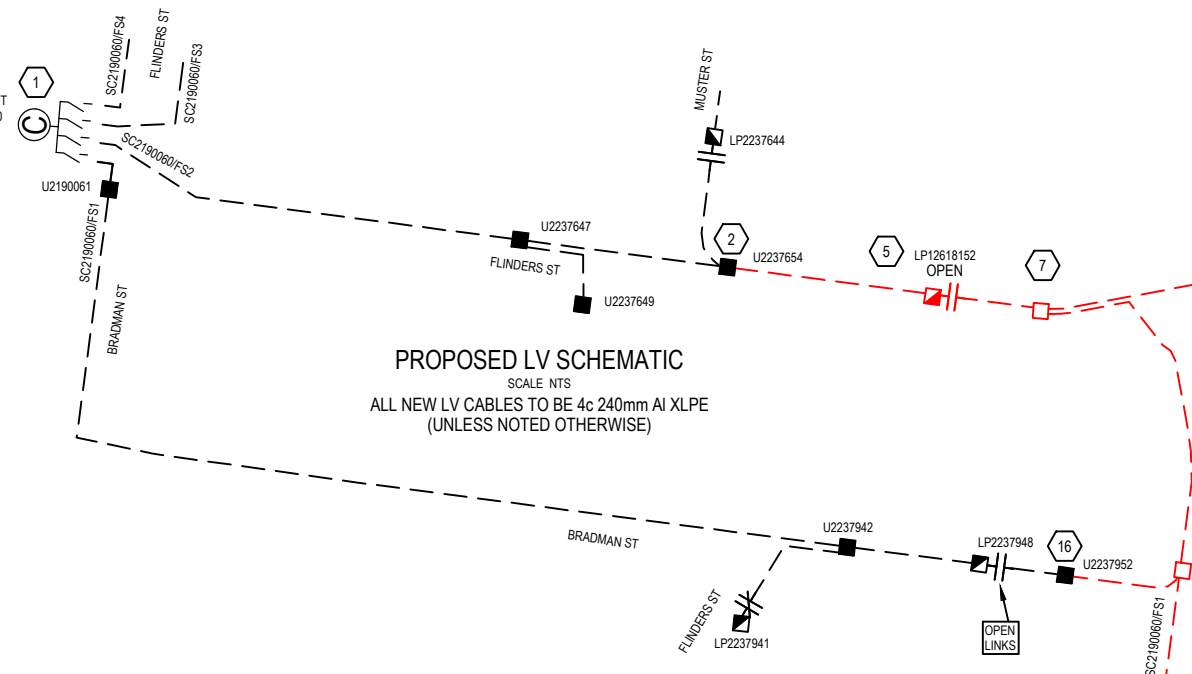 SC2190060/FS4
FLINDERS ST
SC2190060/FS3
1
T
C
SC2190060/FS2
U2190061
SC2190060/FS1
BRADMAN ST
MUSTER ST
LP2237644
U2237647
FLINDERS ST
U2237649
2
U2237654
5
LP12618152
OPEN
7
PROPOSED LV SCHEMATIC
SCALE NTS
ALL NEW LV CABLES TO BE 4c 240mm Al XLPE
(UNLESS NOTED OTHERWISE)
BRADMAN ST
U2237942
FLINDERS ST
LP2237941
LP2237948
16
U2237952
OPEN
LINKS
SC2190060/FS1